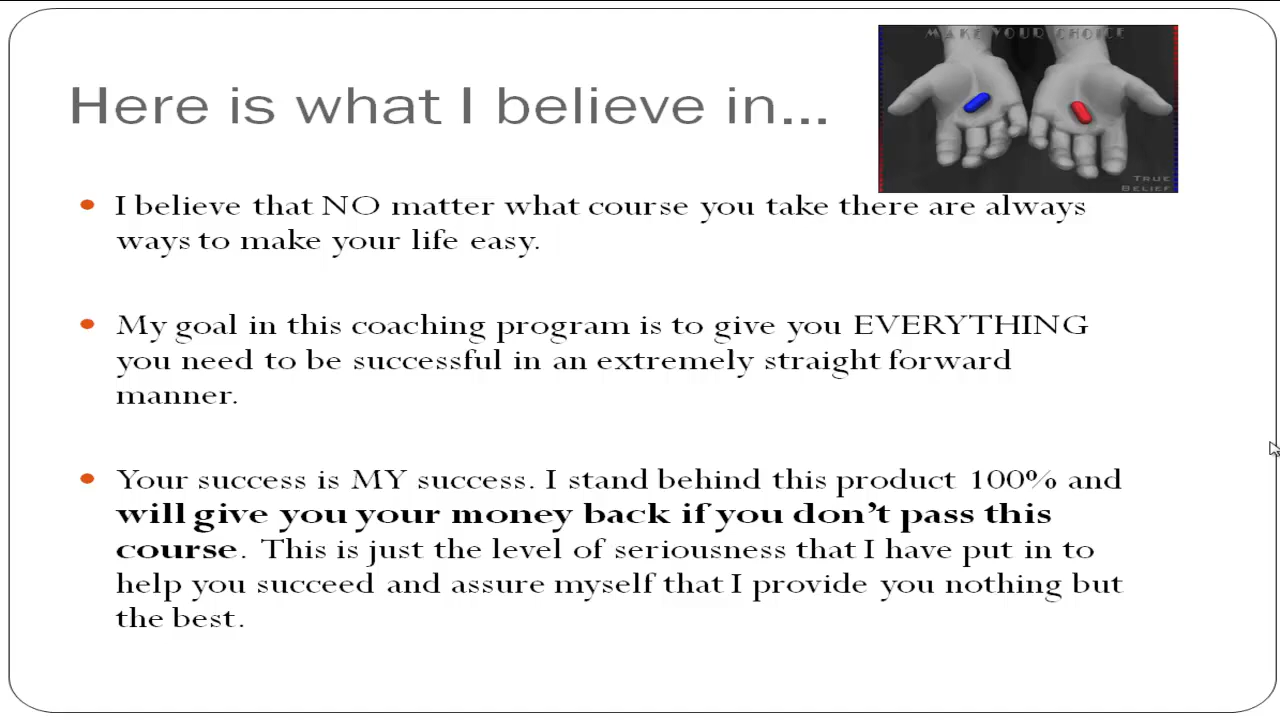 MAKE YOUR CHOICE
Here is what I believe in...
TRUE
BELIEF
I believe that NO matter what course you take there are always
ways to make your life easy.
My goal in this coaching program is to give you EVERYTHING
you need to be successful in an extremely straight forward
manner.
Your success is MY success. I stand behind this product 100% and
will give you your money back if you don't pass this
course. This is just the level of seriousness that I have put in to
help you succeed and assure myself that I provide you nothing but
the best.